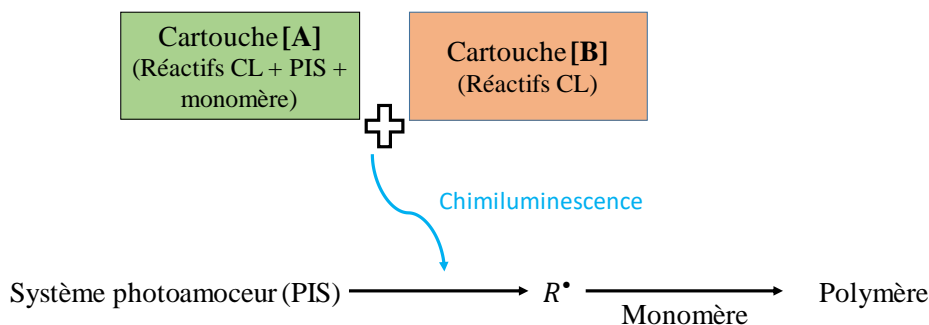 Cartouche [A]
(Réactifs CL + PIS +
monomère)
Cartouche [B]
(Réactifs CL)
Chimiluminescence
Système photoamoceur (PIS)
R•
Monomère
Polymère